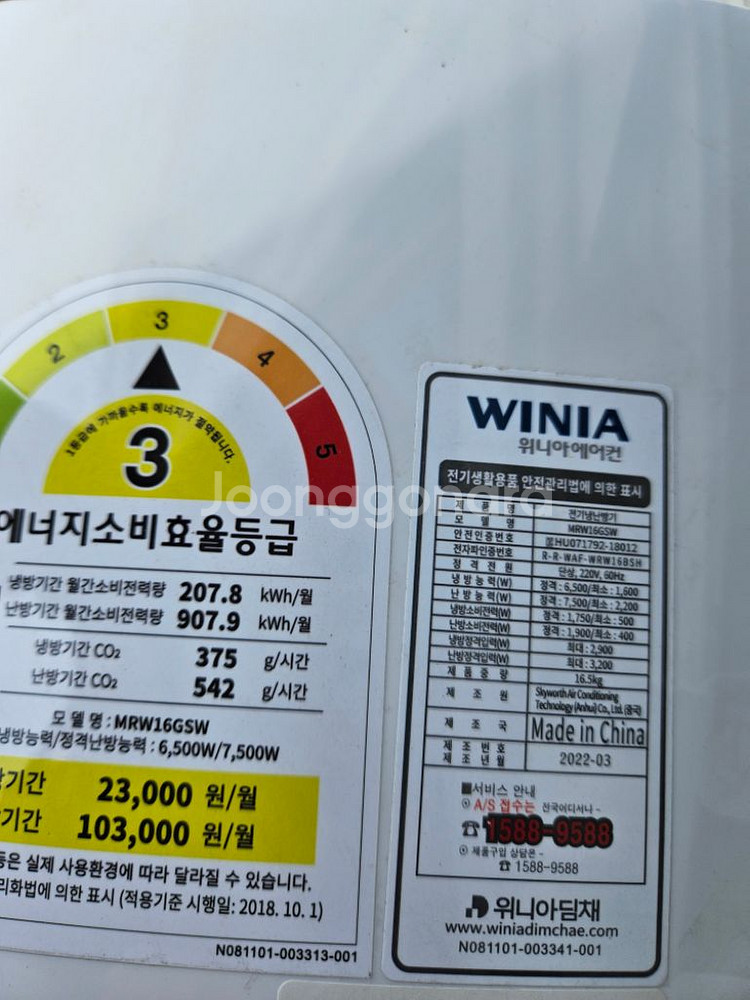 2
3
4
5
1등급에 가까울수록 에너지가 절약됩니다.
3
에너지소비효율등급
냉방기간 월간소비전력량 207.8 kWh/월
난방기간 월간소비전력량 907.9 kWh/월
냉방기간 CO₂ 375 g/시간
난방기간 CO₂ 542 g/시간
모 델 명 : MRW16GSW
냉방능력/정격난방능력 : 6,500W/7,500W
방기간 23,000 원/월
방기간 103,000 원/월
등은 실제 사용환경에 따라 달라질 수 있습니다.
리화법에 의한 표시 (적용기준 시행일: 2018. 10. 1)
N081101-003313-001
Joonggonara
WINIA
위니아에어컨
전기생활용품 안전관리법에 의한 표시
제 품 명 전기냉난방기
모 델 명 MRW16GSW
안전인증번호 HU071792-18012
전자파인증번호 R-R-WAF-WRW16BSH
정 격 전 원 단상, 220V, 60Hz
냉 방 능 력(W) 정격 : 6,500/최소 : 1,600
난 방 능 력(W) 정격 : 7,500/최소 : 2,200
냉방소비전력(W) 정격 : 1,750/최소 : 500
난방소비전력(W) 정격 : 1,900/최소 : 400
냉방정격입력(W) 최대 : 2,900
난방정격입력(W) 최대 : 3,200
제 품 중 량 16.5kg
제 조 원 Skyworth Air Conditioning
Technology (Anhui) Co., Ltd. (중국)
제 조 국 Made in China
제 조 번 호
제 조 년 월 2022-03
■서비스 안내
⊙ A/S 접수는 전국어디서나 -
☎ 1588-9588
⊙ 제품구입 상담은 -
☎ 1588-9588
위니아딤채
www.winiadimchae.com
N081101-003341-001